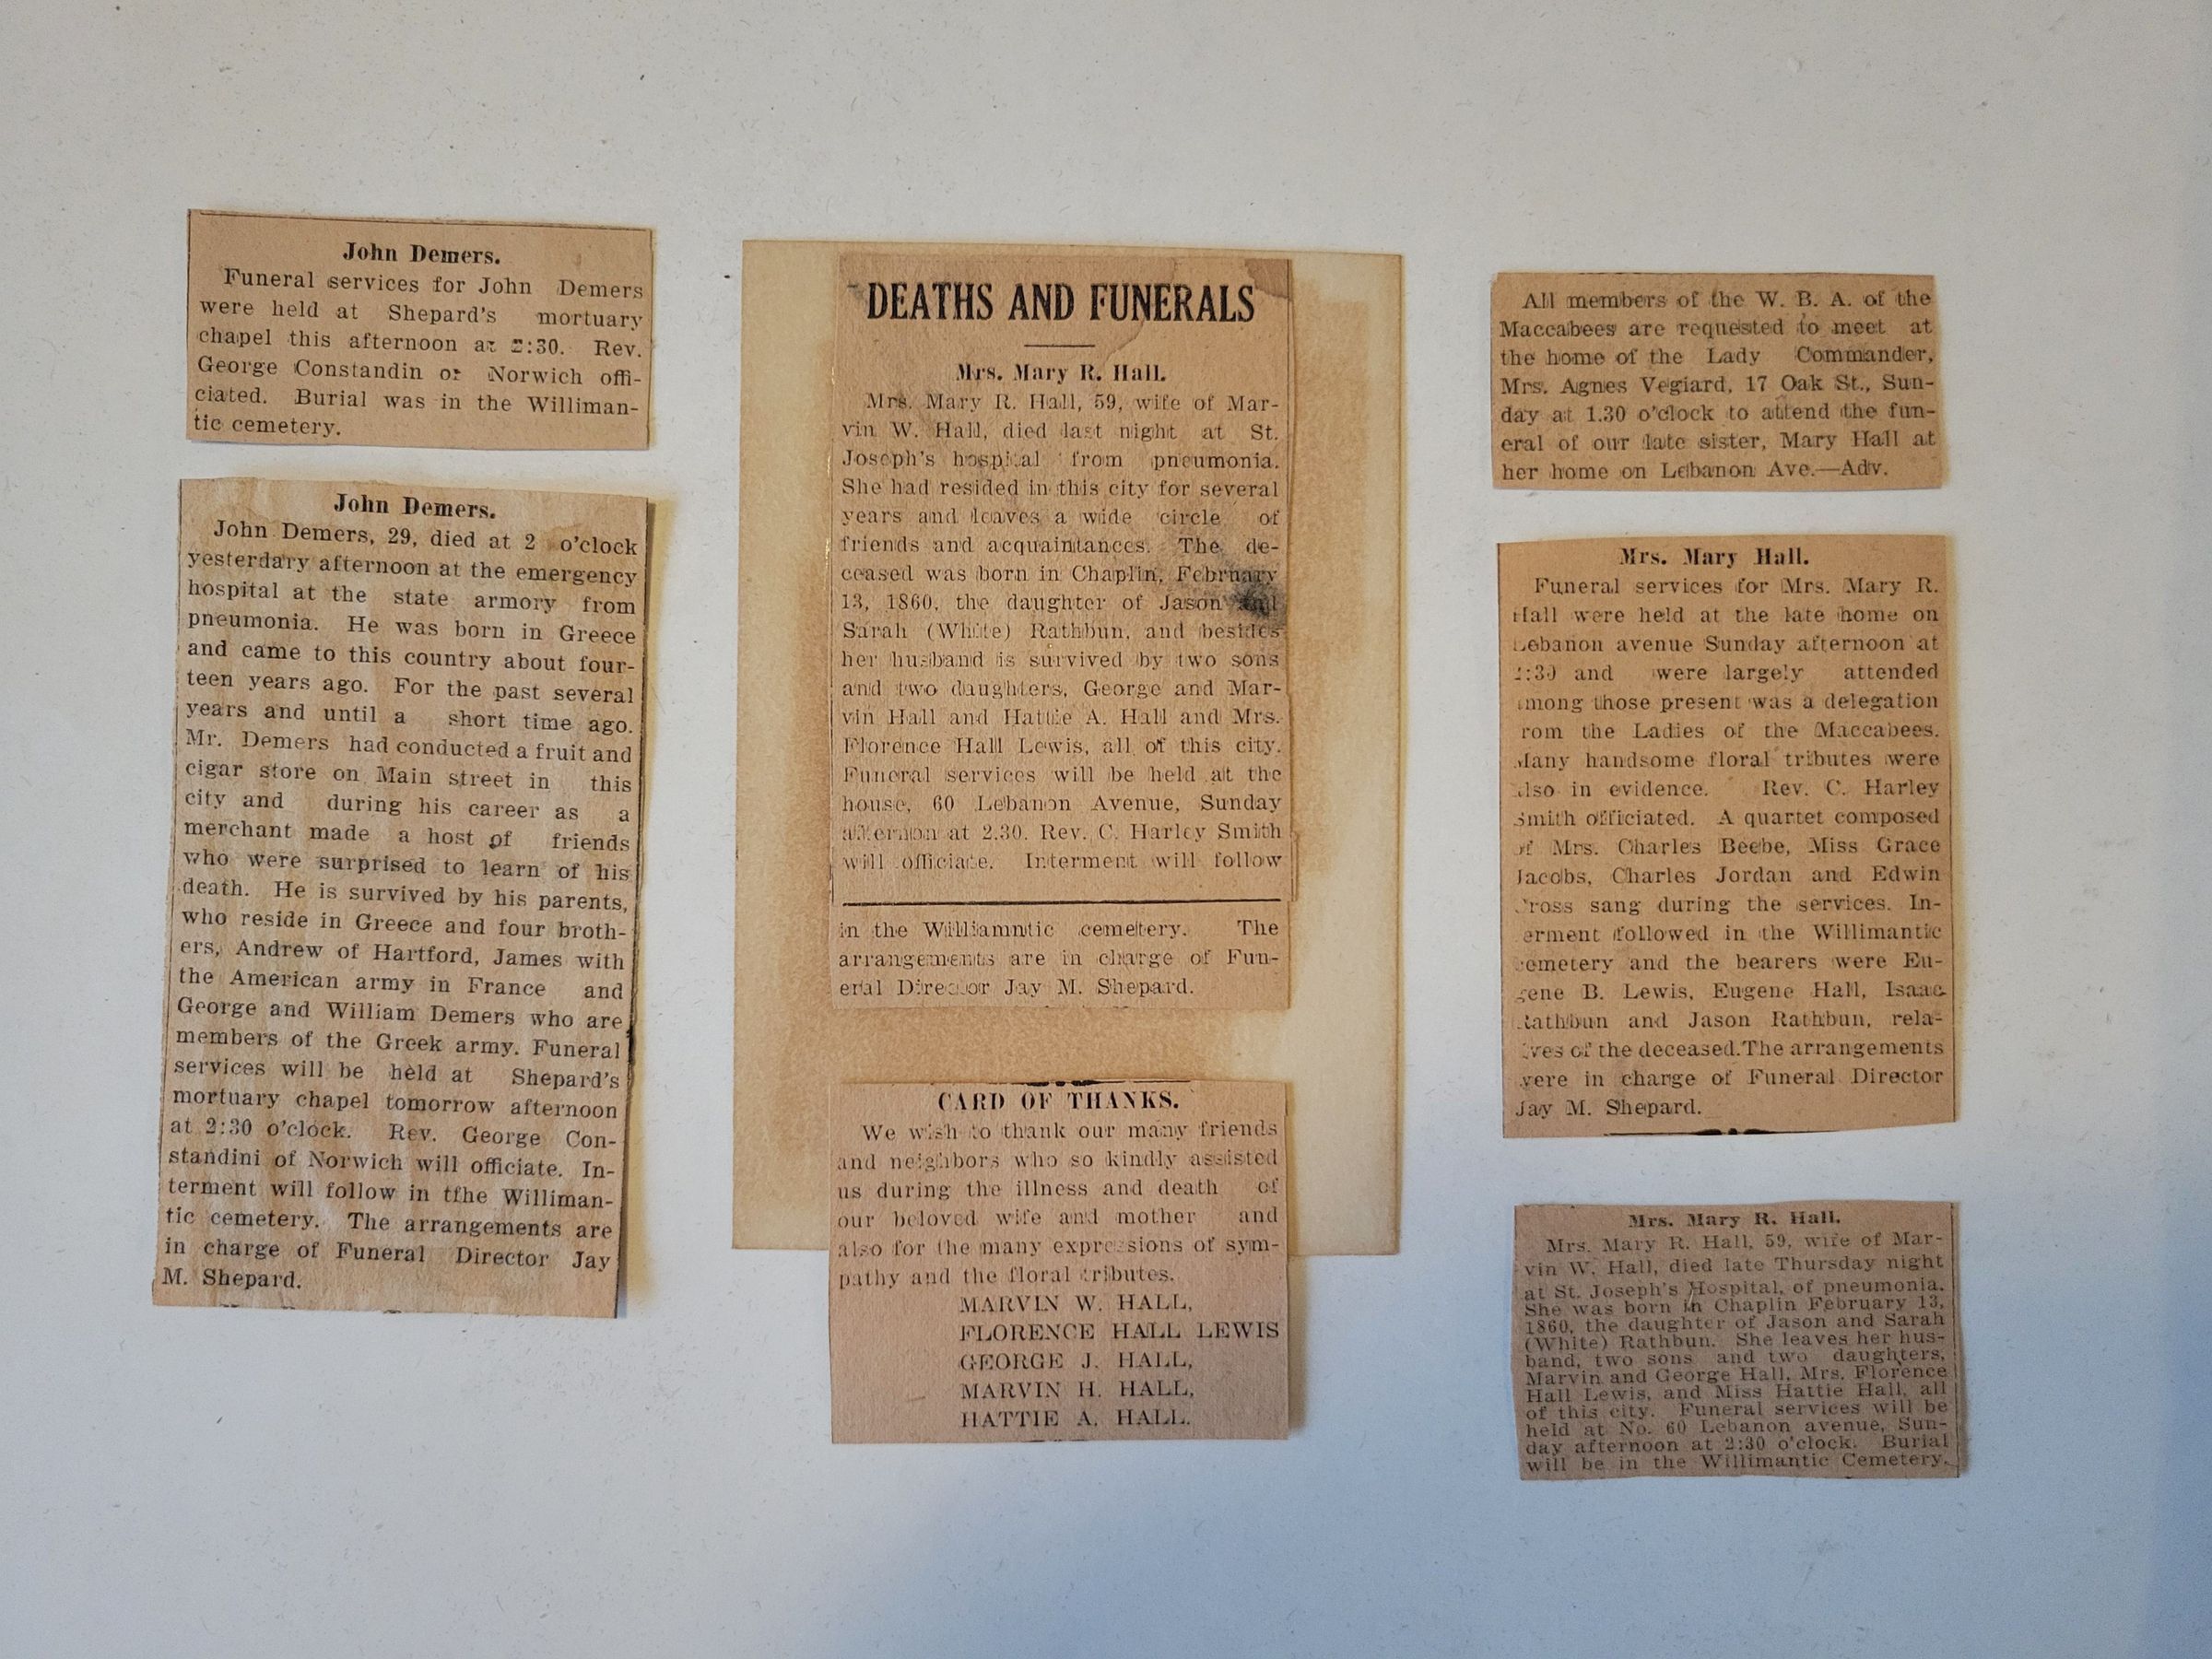 John Demers.
Funeral services for John Demers
were held at Shepard's mortuary
chapel this afternoon at 2:30. Rev.
George Constandin of Norwich offi-
ciated. Burial was in the Williman-
tic cemetery.
John Demers.
John Demers, 29, died at 2 o'clock
yesterdary afternoon at the emergency
hospital at the state armory from
pneumonia. He was born in Greece
and came to this country about four-
teen years ago. For the past several
years and until a short time ago.
Mr. Demers had conducted a fruit and
cigar store on Main street in this
city and during his career as a
merchant made a host of friends
who were surprised to learn of his
death. He is survived by his parents,
who reside in Greece and four broth-
ers, Andrew of Hartford, James with
the American army in France and
George and William Demers who are
members of the Greek army. Funeral
services will be held at Shepard's
mortuary chapel tomorrow afternoon
at 2:30 o'clock. Rev. George Con-
standini of Norwich will officiate. In-
terment will follow in tfhe Williman-
tic cemetery. The arrangements are
in charge of Funeral Director Jay
M. Shepard.
DEATHS AND FUNERALS
Mrs. Mary R. Hall.
Mrs. Mary R. Hall, 59, wife of Mar-
vin W. Hall, died last night at St.
Joseph's hospital from pneumonia.
She had resided in this city for several
years and leaves a wide circle of
friends and acquaintances. The de-
ceased was born in Chaplin, February
13, 1860, the daughter of Jason and
Sarah (White) Rathbun, and besides
her husband is survived by two sons
and two daughters, George and Mar-
vin Hall and Hattie A. Hall and Mrs.
Florence Hall Lewis, all of this city.
Funeral services will be held at the
house, 60 Lebanon Avenue, Sunday
afternon at 2.30. Rev. C. Harley Smith
will officiate. Interment will follow
in the Williamntic cemetery. The
arrangements are in charge of Fun-
eral Director Jay M. Shepard.
CARD OF THANKS.
We wish to thank our many friends
and neighbors who so kindly assisted
us during the illness and death of
our beloved wife and mother and
also for the many expressions of sym-
pathy and the floral tributes.
MARVIN W. HALL,
FLORENCE HALL LEWIS
GEORGE J. HALL,
MARVIN H. HALL,
HATTIE A. HALL.
All members of the W. B. A. of the
Maccabees are requested to meet at
the home of the Lady Commander,
Mrs. Agnes Vegiard, 17 Oak St., Sun-
day at 1.30 o'clock to attend the fun-
eral of our late sister, Mary Hall at
her home on Lebanon Ave.—Adv.
Mrs. Mary Hall.
Funeral services for Mrs. Mary R.
Hall were held at the late home on
Lebanon avenue Sunday afternoon at
2:30 and were largely attended
among those present was a delegation
rom the Ladies of the Maccabees.
Many handsome floral tributes were
also in evidence. Rev. C. Harley
Smith officiated. A quartet composed
of Mrs. Charles Beebe, Miss Grace
Jacobs, Charles Jordan and Edwin
Cross sang during the services. In-
erment followed in the Willimantic
cemetery and the bearers were Eu-
gene B. Lewis, Eugene Hall, Isaac
Rathbun and Jason Rathbun, rela-
ives of the deceased.The arrangements
were in charge of Funeral Director
Jay M. Shepard.
Mrs. Mary R. Hall.
Mrs. Mary R. Hall, 59, wife of Mar-
vin W. Hall, died late Thursday night
at St. Joseph's Hospital, of pneumonia.
She was born in Chaplin February 13,
1860, the daughter of Jason and Sarah
(White) Rathbun. She leaves her hus-
band, two sons and two daughters,
Marvin and George Hall, Mrs. Florence
Hall Lewis, and Miss Hattie Hall, all
of this city. Funeral services will be
held at No. 60 Lebanon avenue, Sun-
day afternoon at 2:30 o'clock. Burial
will be in the Willimantic Cemetery.